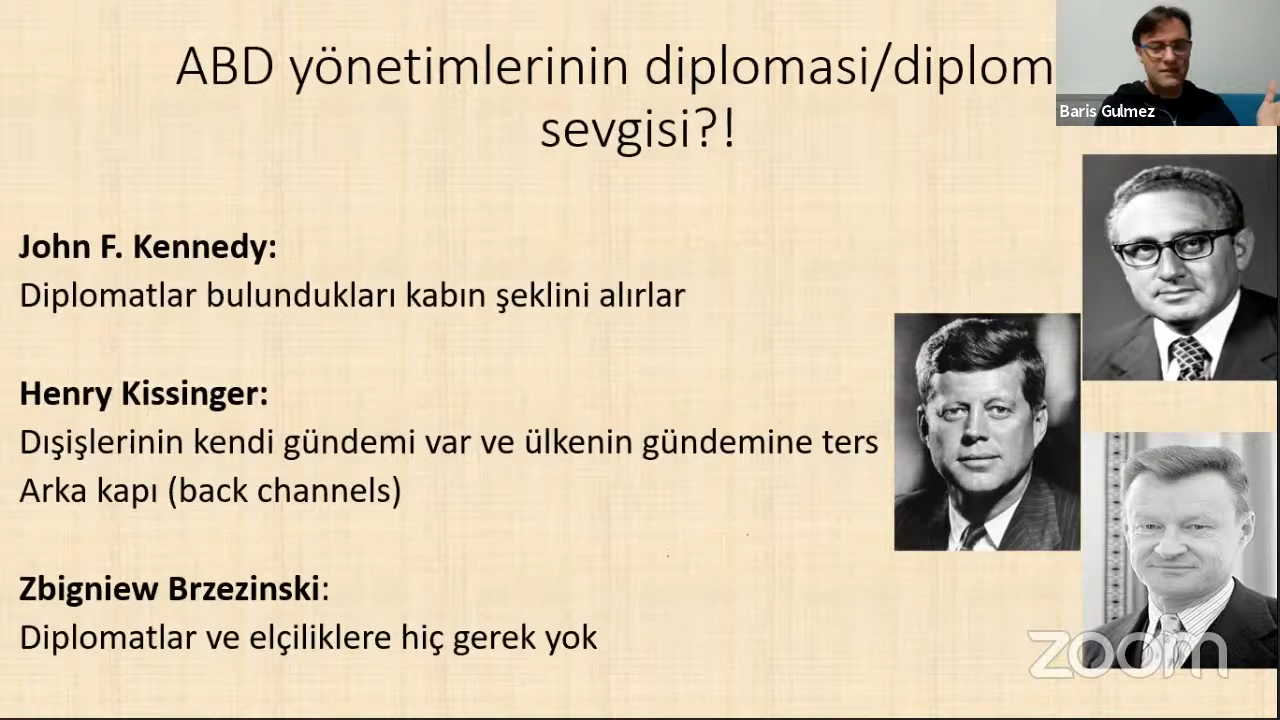 ABD yönetimlerinin diplomasi/diplom
sevgisi?!
Baris Gulmez
John F. Kennedy:
Diplomatlar bulundukları kabın şeklini alırlar
Henry Kissinger:
Dışişlerinin kendi gündemi var ve ülkenin gündemine ters
Arka kapı (back channels)
Zbigniew Brzezinski:
Diplomatlar ve elçiliklere hiç gerek yok
zoom